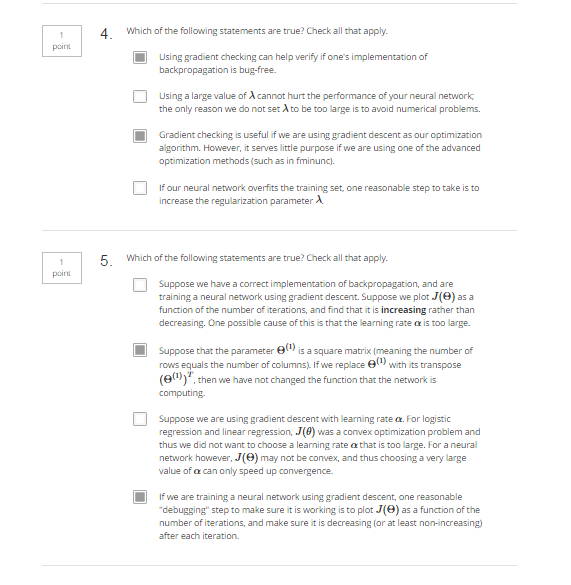 1
point
4.
Which of the following statements are true? Check all that apply.
Using gradient checking can help verify if one's implementation of
backpropagation is bug-free.
Using a large value of λ cannot hurt the performance of your neural network;
the only reason we do not set λ to be too large is to avoid numerical problems.
Gradient checking is useful if we are using gradient descent as our optimization
algorithm. However, it serves little purpose if we are using one of the advanced
optimization methods (such as in fminunc).
If our neural network overfits the training set, one reasonable step to take is to
increase the regularization parameter λ.
1
point
5.
Which of the following statements are true? Check all that apply.
Suppose we have a correct implementation of backpropagation, and are
training a neural network using gradient descent. Suppose we plot J(Θ) as a
function of the number of iterations, and find that it is increasing rather than
decreasing. One possible cause of this is that the learning rate α is too large.
Suppose that the parameter Θ⁽¹⁾ is a square matrix (meaning the number of
rows equals the number of columns). If we replace Θ⁽¹⁾ with its transpose
(Θ⁽¹⁾)ᵀ, then we have not changed the function that the network is
computing.
Suppose we are using gradient descent with learning rate α. For logistic
regression and linear regression, J(θ) was a convex optimization problem and
thus we did not want to choose a learning rate α that is too large. For a neural
network however, J(Θ) may not be convex, and thus choosing a very large
value of α can only speed up convergence.
If we are training a neural network using gradient descent, one reasonable
"debugging" step to make sure it is working is to plot J(Θ) as a function of the
number of iterations, and make sure it is decreasing (or at least non-increasing)
after each iteration.